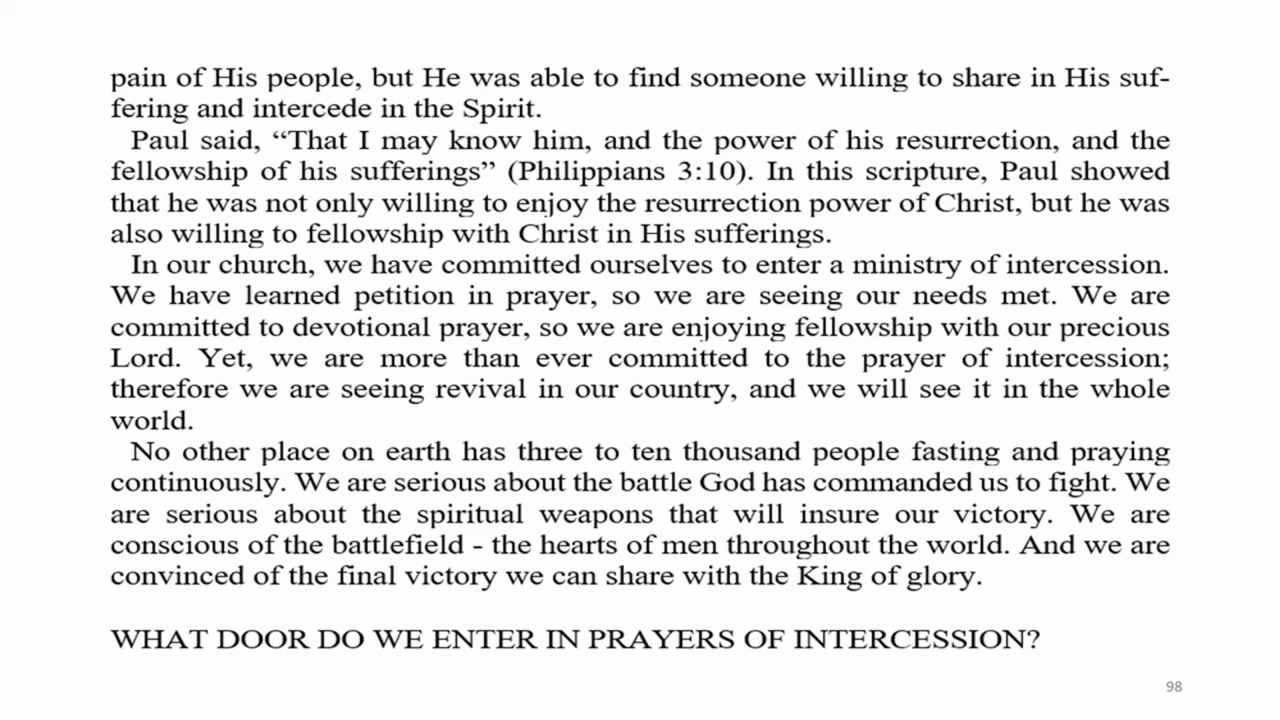 pain of His people, but He was able to find someone willing to share in His suf-
fering and intercede in the Spirit.
Paul said, “That I may know him, and the power of his resurrection, and the
fellowship of his sufferings” (Philippians 3:10). In this scripture, Paul showed
that he was not only willing to enjoy the resurrection power of Christ, but he was
also willing to fellowship with Christ in His sufferings.
In our church, we have committed ourselves to enter a ministry of intercession.
We have learned petition in prayer, so we are seeing our needs met. We are
committed to devotional prayer, so we are enjoying fellowship with our precious
Lord. Yet, we are more than ever committed to the prayer of intercession;
therefore we are seeing revival in our country, and we will see it in the whole
world.
No other place on earth has three to ten thousand people fasting and praying
continuously. We are serious about the battle God has commanded us to fight. We
are serious about the spiritual weapons that will insure our victory. We are
conscious of the battlefield - the hearts of men throughout the world. And we are
convinced of the final victory we can share with the King of glory.
WHAT DOOR DO WE ENTER IN PRAYERS OF INTERCESSION?
98